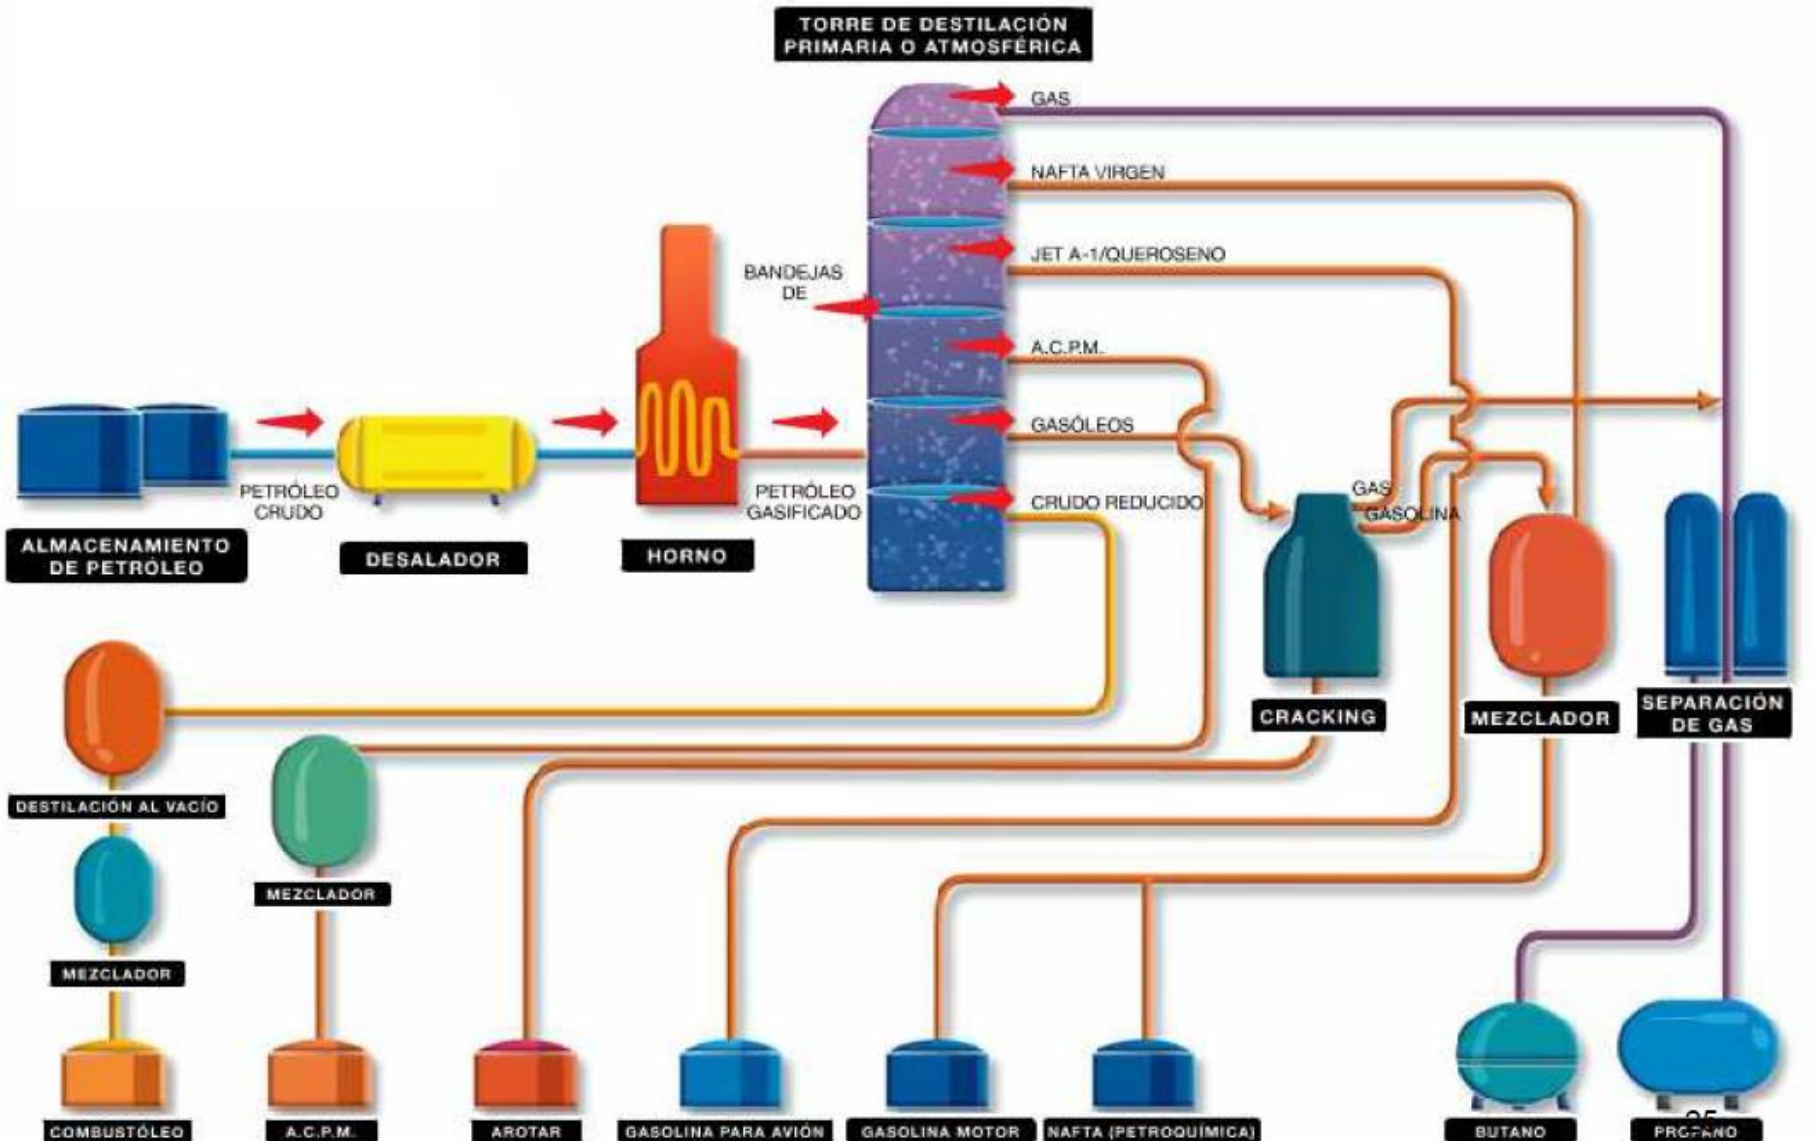 TORRE DE DESTILACIÓN
PRIMARIA O ATMOSFÉRICA
GAS
NAFTA VIRGEN
JET A-1/QUEROSENO
BANDEJAS
DE
A.C.P.M.
GASÓLEOS
CRUDO REDUCIDO
PETRÓLEO
CRUDO
PETRÓLEO
GASIFICADO
GAS
GASOLINA
ALMACENAMIENTO
DE PETRÓLEO
DESALADOR
HORNO
CRACKING
MEZCLADOR
SEPARACIÓN
DE GAS
DESTILACIÓN AL VACÍO
MEZCLADOR
MEZCLADOR
COMBUSTÓLEO
A.C.P.M.
AROTAR
GASOLINA PARA AVIÓN
GASOLINA MOTOR
NAFTA (PETROQUÍMICA)
BUTANO
PROPANO